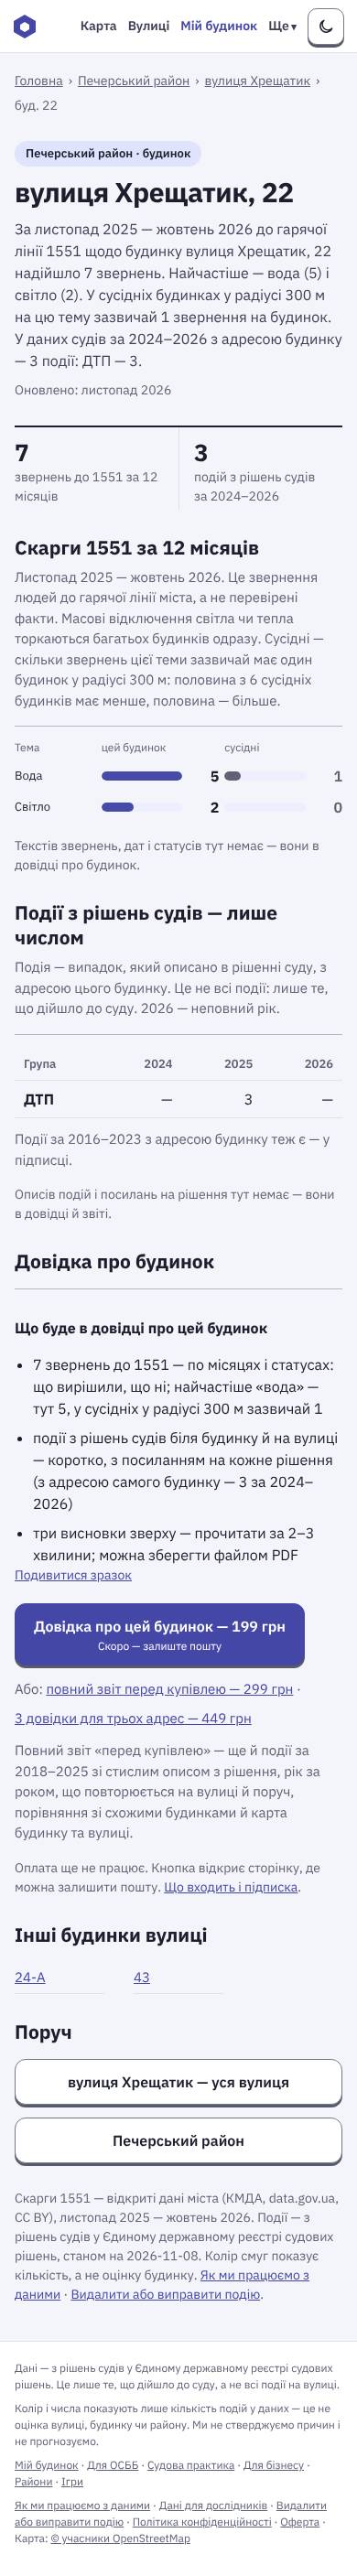 Карта Вулиці Мій будинок Ще ▾
Головна › Печерський район › вулиця Хрещатик ›
буд. 22
Печерський район · будинок
вулиця Хрещатик, 22
За листопад 2025 — жовтень 2026 до гарячої
лінії 1551 щодо будинку вулиця Хрещатик, 22
надійшло 7 звернень. Найчастіше — вода (5) і
світло (2). У сусідніх будинках у радіусі 300 м
на цю тему зазвичай 1 звернення на будинок.
У даних судів за 2024–2026 з адресою будинку
— 3 події: ДТП — 3.
Оновлено: листопад 2026
7
звернень до 1551 за 12
місяців
3
подій з рішень судів
за 2024–2026
Скарги 1551 за 12 місяців
Листопад 2025 — жовтень 2026. Це звернення
людей до гарячої лінії міста, а не перевірені
факти. Масові відключення світла чи тепла
торкаються багатьох будинків одразу. Сусідні —
скільки звернень цієї теми зазвичай має один
будинок у радіусі 300 м: половина з 6 сусідніх
будинків має менше, половина — більше.
Тема цей будинок сусідні
Вода 5 1
Світло 2 0
Текстів звернень, дат і статусів тут немає — вони в
довідці про будинок.
Події з рішень судів — лише
числом
Подія — випадок, який описано в рішенні суду, з
адресою цього будинку. Це не всі події: лише те,
що дійшло до суду. 2026 — неповний рік.
Група 2024 2025 2026
ДТП — 3 —
Події за 2016–2023 з адресою будинку теж є — у
підписці.
Описів подій і посилань на рішення тут немає — вони
в довідці й звіті.
Довідка про будинок
Що буде в довідці про цей будинок
• 7 звернень до 1551 — по місяцях і статусах:
що вирішили, що ні; найчастіше «вода» —
тут 5, у сусідніх у радіусі 300 м зазвичай 1
• події з рішень судів біля будинку й на вулиці
— коротко, з посиланням на кожне рішення
(з адресою самого будинку — 3 за 2024–
2026)
• три висновки зверху — прочитати за 2–3
хвилини; можна зберегти файлом PDF
Подивитися зразок
Довідка про цей будинок — 199 грн
Скоро — залиште пошту
Або: повний звіт перед купівлею — 299 грн ·
3 довідки для трьох адрес — 449 грн
Повний звіт «перед купівлею» — ще й події за
2018–2025 зі стислим описом з рішення, рік за
роком, що повторюється на вулиці й поруч,
порівняння зі схожими будинками й карта
будинку та вулиці.
Оплата ще не працює. Кнопка відкриє сторінку, де
можна залишити пошту. Що входить і підписка.
Інші будинки вулиці
24-А 43
Поруч
вулиця Хрещатик — уся вулиця
Печерський район
Скарги 1551 — відкриті дані міста (КМДА, data.gov.ua,
CC BY), листопад 2025 — жовтень 2026. Події — з
рішень судів у Єдиному державному реєстрі судових
рішень, станом на 2026-11-08. Колір смуг показує
кількість, а не оцінку будинку. Як ми працюємо з
даними · Видалити або виправити подію.
Дані — з рішень судів у Єдиному державному реєстрі судових
рішень. Це лише те, що дійшло до суду, а не всі події на вулиці.
Колір і числа показують лише кількість подій у даних — це не
оцінка вулиці, будинку чи району. Ми не стверджуємо причин і
не прогнозуємо.
Мій будинок · Для ОСББ · Судова практика · Для бізнесу ·
Райони · Ігри
Як ми працюємо з даними · Дані для дослідників · Видалити
або виправити подію · Політика конфіденційності · Оферта ·
Карта: © учасники OpenStreetMap